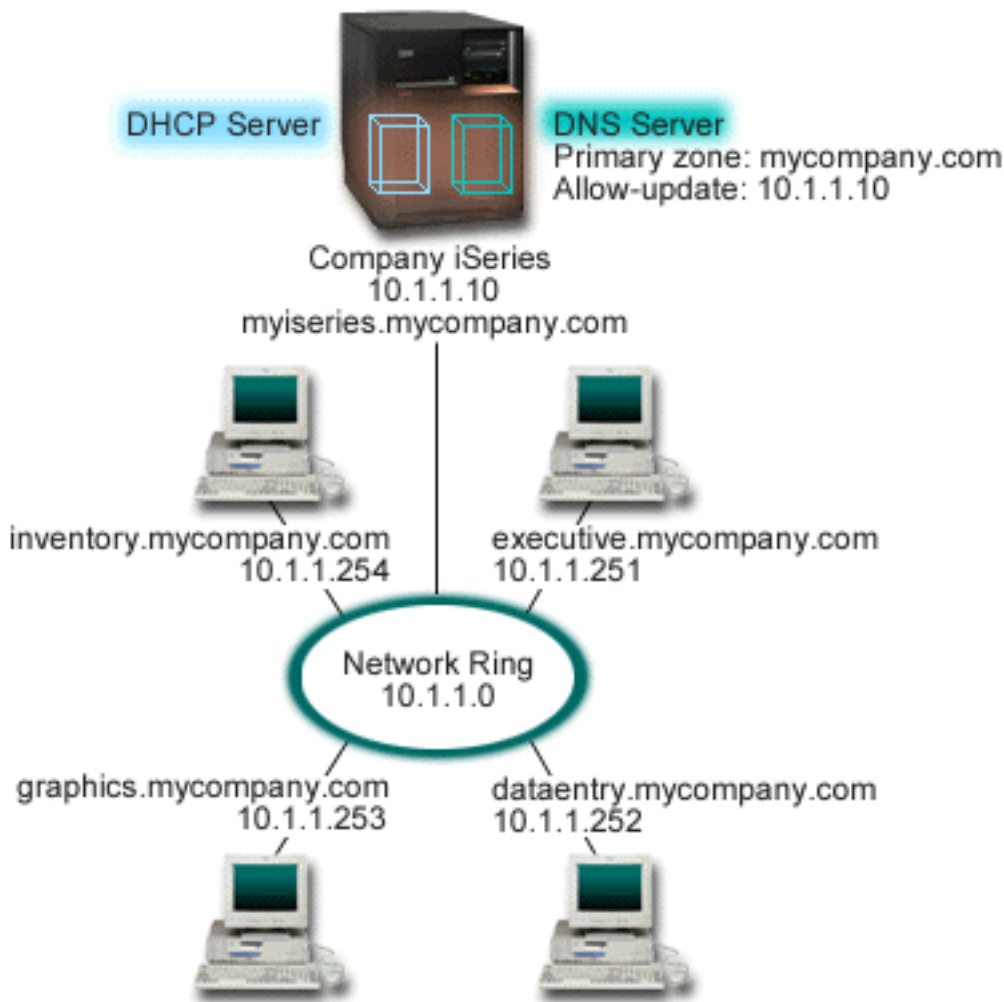 DHCP Server
DNS Server
Primary zone: mycompany.com
Allow-update: 10.1.1.10
Company iSeries
10.1.1.10
myiseries.mycompany.com
inventory.mycompany.com
10.1.1.254
executive.mycompany.com
10.1.1.251
Network Ring
10.1.1.0
graphics.mycompany.com
10.1.1.253
dataentry.mycompany.com
10.1.1.252